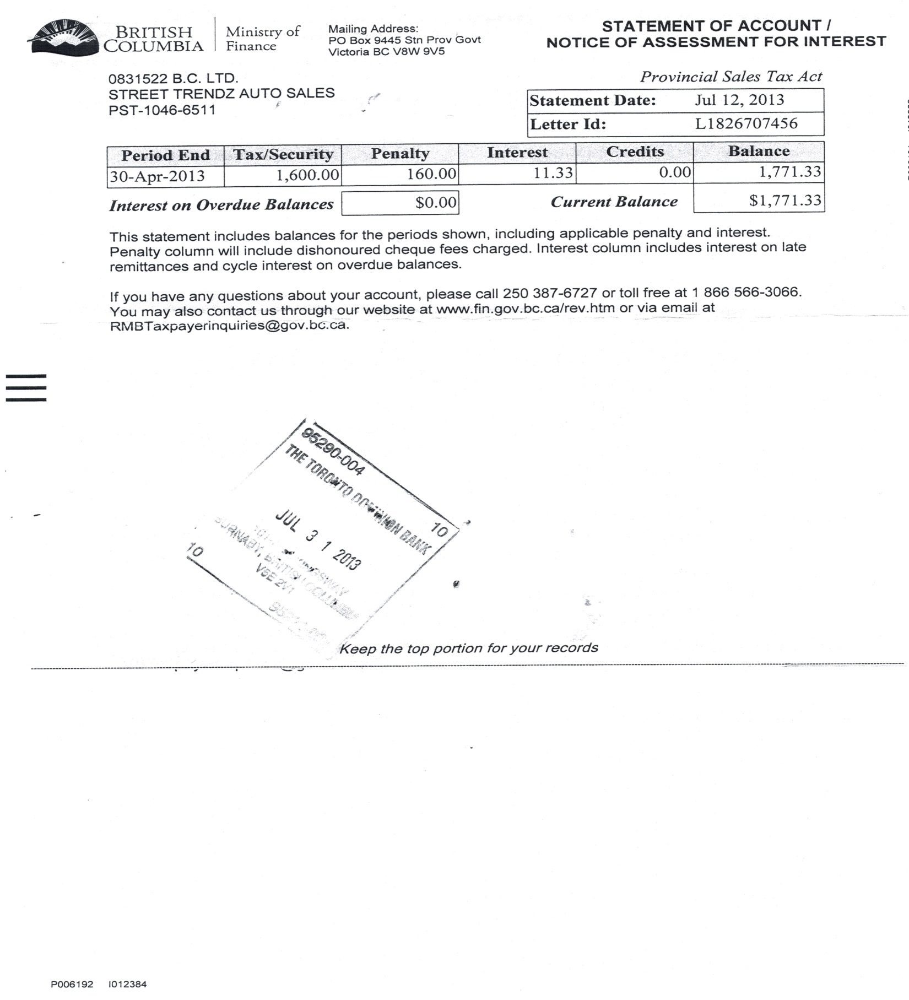 BRITISH COLUMBIA
Ministry of Finance
Mailing Address:
PO Box 9445 Stn Prov Govt
Victoria BC V8W 9V5
STATEMENT OF ACCOUNT /
NOTICE OF ASSESSMENT FOR INTEREST
0831522 B.C. LTD.
STREET TRENDZ AUTO SALES
PST-1046-6511
Provincial Sales Tax Act
Statement Date: Jul 12, 2013
Letter Id: L1826707456
Period End Tax/Security Penalty Interest Credits Balance
30-Apr-2013 1,600.00 160.00 11.33 0.00 1,771.33
Interest on Overdue Balances $0.00 Current Balance $1,771.33
This statement includes balances for the periods shown, including applicable penalty and interest.
Penalty column will include dishonoured cheque fees charged. Interest column includes interest on late
remittances and cycle interest on overdue balances.
If you have any questions about your account, please call 250 387-6727 or toll free at 1 866 566-3066.
You may also contact us through our website at www.fin.gov.bc.ca/rev.htm or via email at
RMBTaxpayerinquiries@gov.bc.ca.
95290-004
THE TORONTO DOMINION BANK
10
JUL 31 2013
KINGSWAY
BURNABY, BRITISH COLUMBIA
V5E 2V1
10
Keep the top portion for your records
P006192 I012384